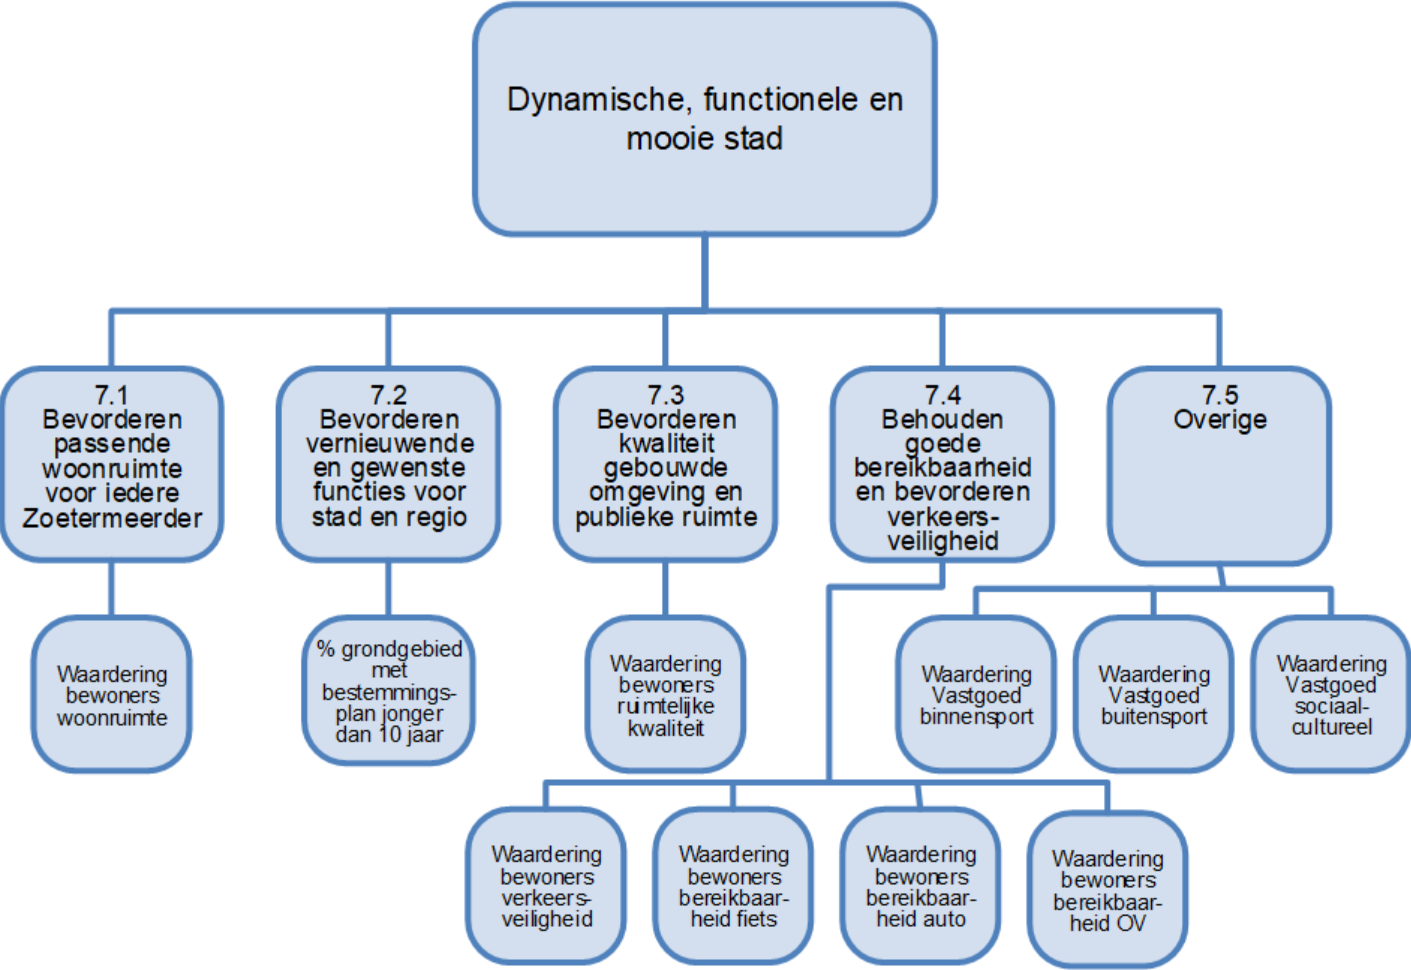 Dynamische, functionele en
mooie stad
7.1
Bevorderen
passende
woonruimte
voor iedere
Zoetermeerder
7.2
Bevorderen
vernieuwende
en gewenste
functies voor
stad en regio
7.3
Bevorderen
kwaliteit
gebouwde
omgeving en
publieke ruimte
7.4
Behouden
goede
bereikbaarheid
en bevorderen
verkeers-
veiligheid
7.5
Overige
Waardering
bewoners
woonruimte
% grondgebied
met
bestemmings-
plan jonger
dan 10 jaar
Waardering
bewoners
ruimtelijke
kwaliteit
Waardering
Vastgoed
binnensport
Waardering
Vastgoed
buitensport
Waardering
Vastgoed
sociaal-
cultureel
Waardering
bewoners
verkeers-
veiligheid
Waardering
bewoners
bereikbaar-
heid fiets
Waardering
bewoners
bereikbaar-
heid auto
Waardering
bewoners
bereikbaar-
heid OV